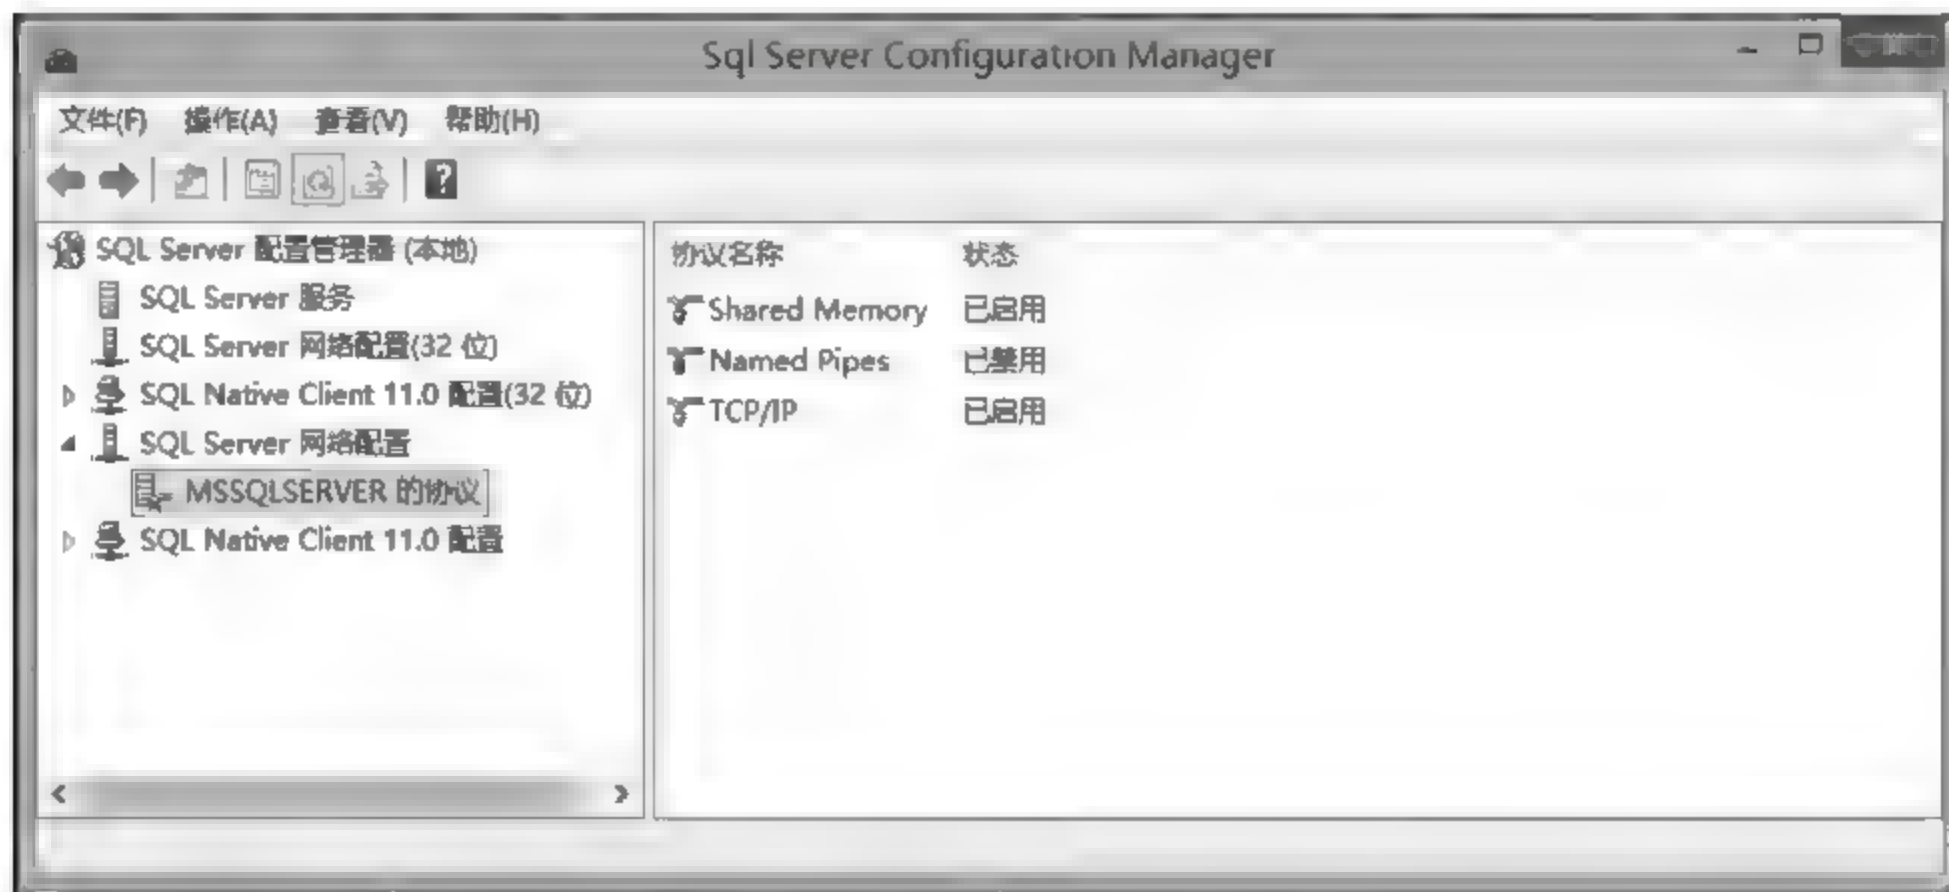 Sql Server Configuration Manager
文件(F) 操作(A) 查看(V) 帮助(H)
SQL Server 配置管理器 (本地)
SQL Server 服务
SQL Server 网络配置(32 位)
SQL Native Client 11.0 配置(32 位)
SQL Server 网络配置
MSSQLSERVER 的协议
SQL Native Client 11.0 配置
协议名称 状态
Shared Memory 已启用
Named Pipes 已禁用
TCP/IP 已启用